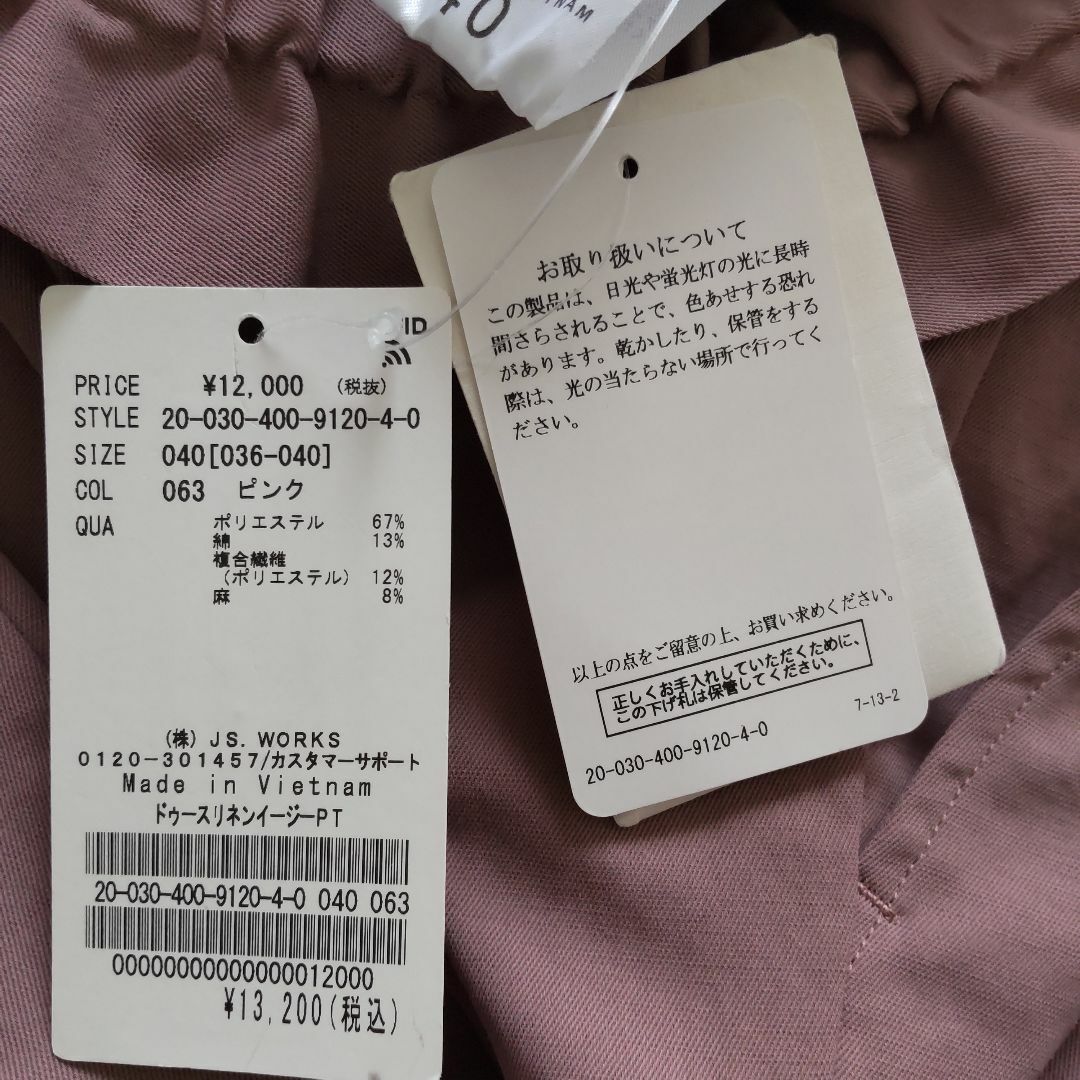 40
PRICE ¥12,000 (税抜)
STYLE 20-030-400-9120-4-0
SIZE 040[036-040]
COL 063 ピンク
QUA ポリエステル 67%
綿 13%
複合繊維
(ポリエステル) 12%
麻 8%
(株) JS. WORKS
0120-301457/カスタマーサポート
Made in Vietnam
ドゥースリネンイージーPT
20-030-400-9120-4-0 040 063
00000000000000012000
¥13,200(税込)
お取り扱いについて
この製品は、日光や蛍光灯の光に長時
間さらされることで、色あせする恐れ
があります。乾かしたり、保管をする
際は、光の当たらない場所で行ってく
ださい。
以上の点をご留意の上、お買い求めください。
正しくお手入れしていただくために、
この下げ札は保管してください。
7-13-2
20-030-400-9120-4-0